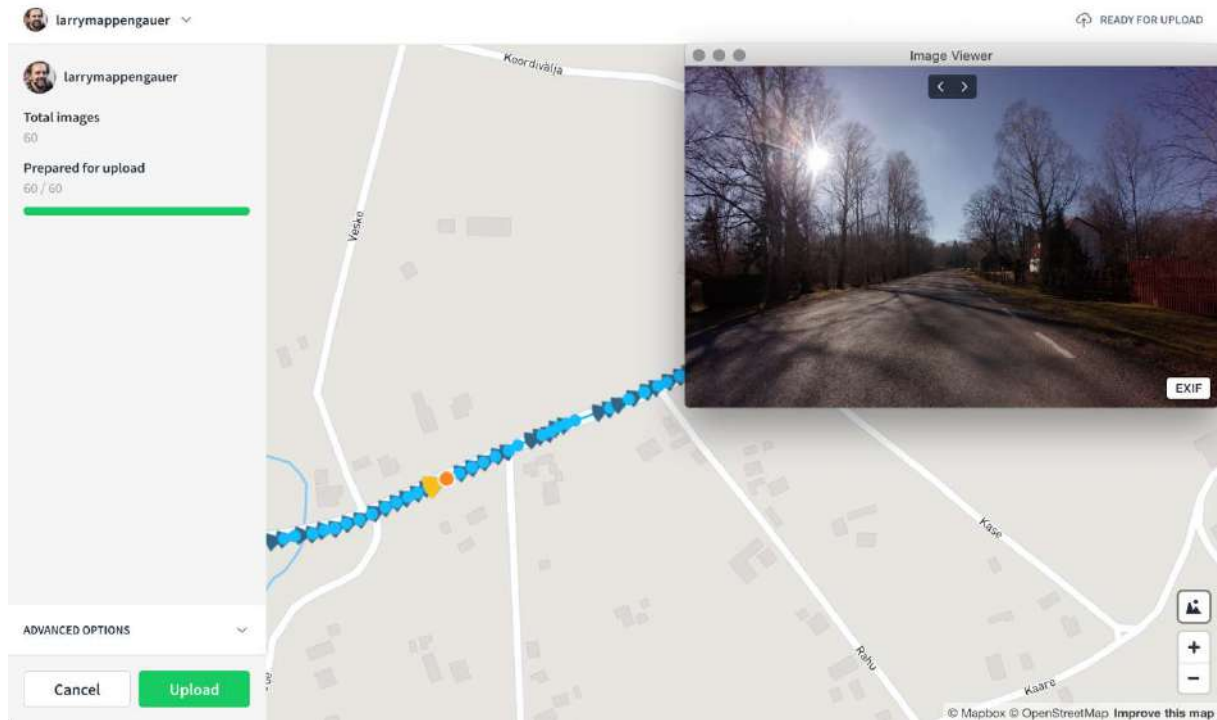 larrymappengauer
READY FOR UPLOAD
larrymappengauer
Total images
60
Prepared for upload
60 / 60
ADVANCED OPTIONS
Cancel
Upload
Koordivälja
Veske
Image Viewer
EXIF
Kase
Rahu
Kaare
© Mapbox © OpenStreetMap Improve this map